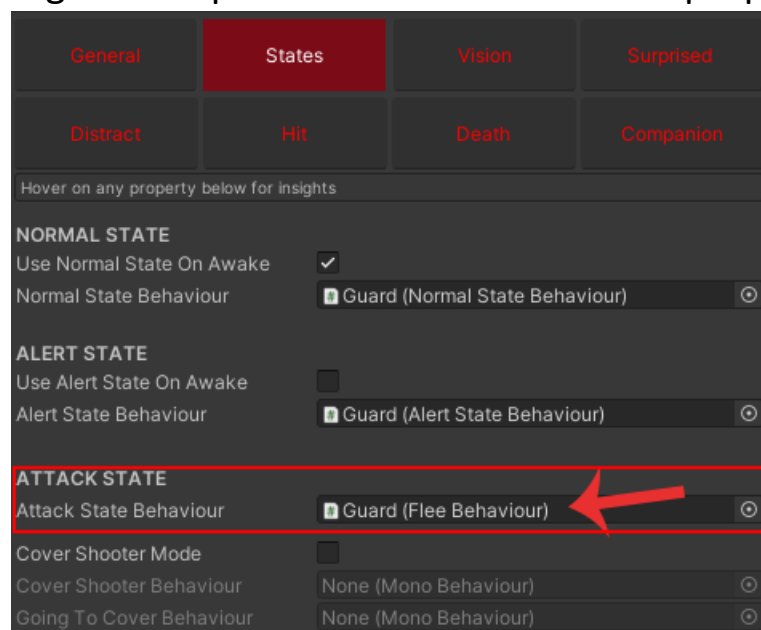 General States Vision Surprised
Distract Hit Death Companion
Hover on any property below for insights
NORMAL STATE
Use Normal State On Awake
Normal State Behaviour Guard (Normal State Behaviour)
ALERT STATE
Use Alert State On Awake
Alert State Behaviour Guard (Alert State Behaviour)
ATTACK STATE
Attack State Behaviour Guard (Flee Behaviour)
Cover Shooter Mode
Cover Shooter Behaviour None (Mono Behaviour)
Going To Cover Behaviour None (Mono Behaviour)